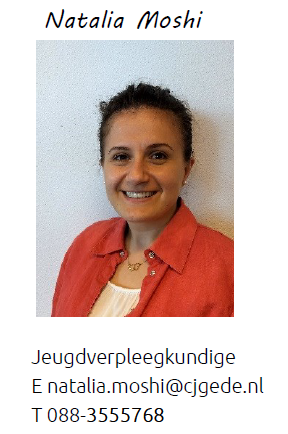 Natalia Moshi
Jeugdverpleegkundige
E natalia.moshi@cjgede.nl
T 088-3555768